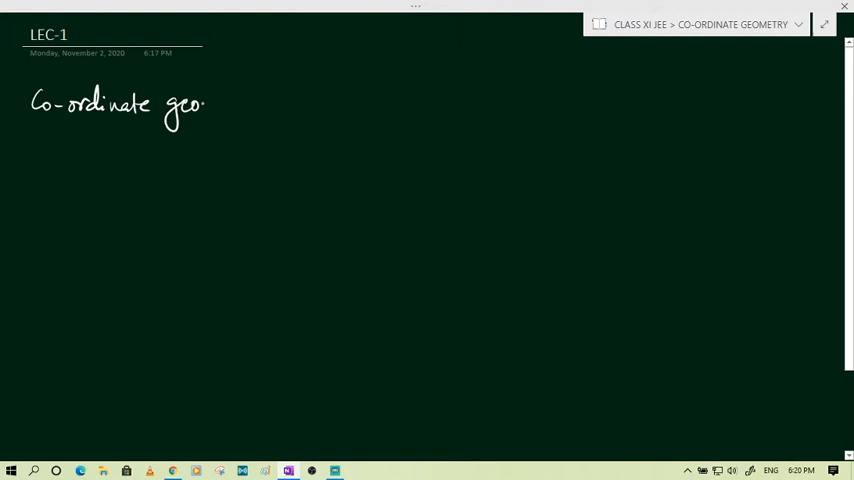 LEC-1
CLASS XI JEE > CO-ORDINATE GEOMETRY
Monday, November 2, 2020 6:17 PM
Co-ordinate geo
ENG 6:20 PM